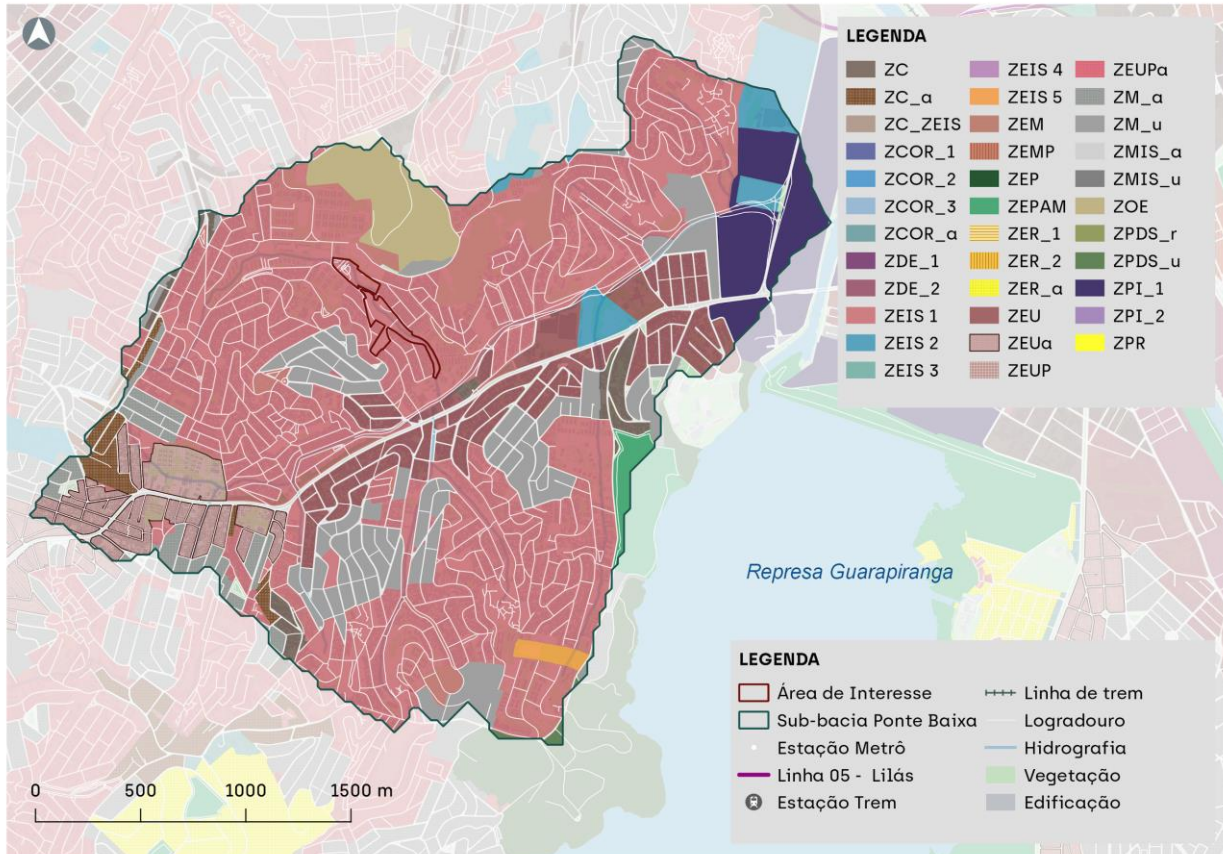 LEGENDA
ZC
ZC_a
ZC_ZEIS
ZCOR_1
ZCOR_2
ZCOR_3
ZCOR_a
ZDE_1
ZDE_2
ZEIS 1
ZEIS 2
ZEIS 3
ZEIS 4
ZEIS 5
ZEM
ZEMP
ZEP
ZEPAM
ZER_1
ZER_2
ZER_a
ZEU
ZEUa
ZEUP
ZEUPa
ZM_a
ZM_u
ZMIS_a
ZMIS_u
ZOE
ZPDS_r
ZPDS_u
ZPI_1
ZPI_2
ZPR
Represa Guarapiranga
LEGENDA
Área de Interesse
Sub-bacia Ponte Baixa
Estação Metrô
Linha 05 - Lilás
Estação Trem
Linha de trem
Logradouro
Hidrografia
Vegetação
Edificação
0 500 1000 1500 m